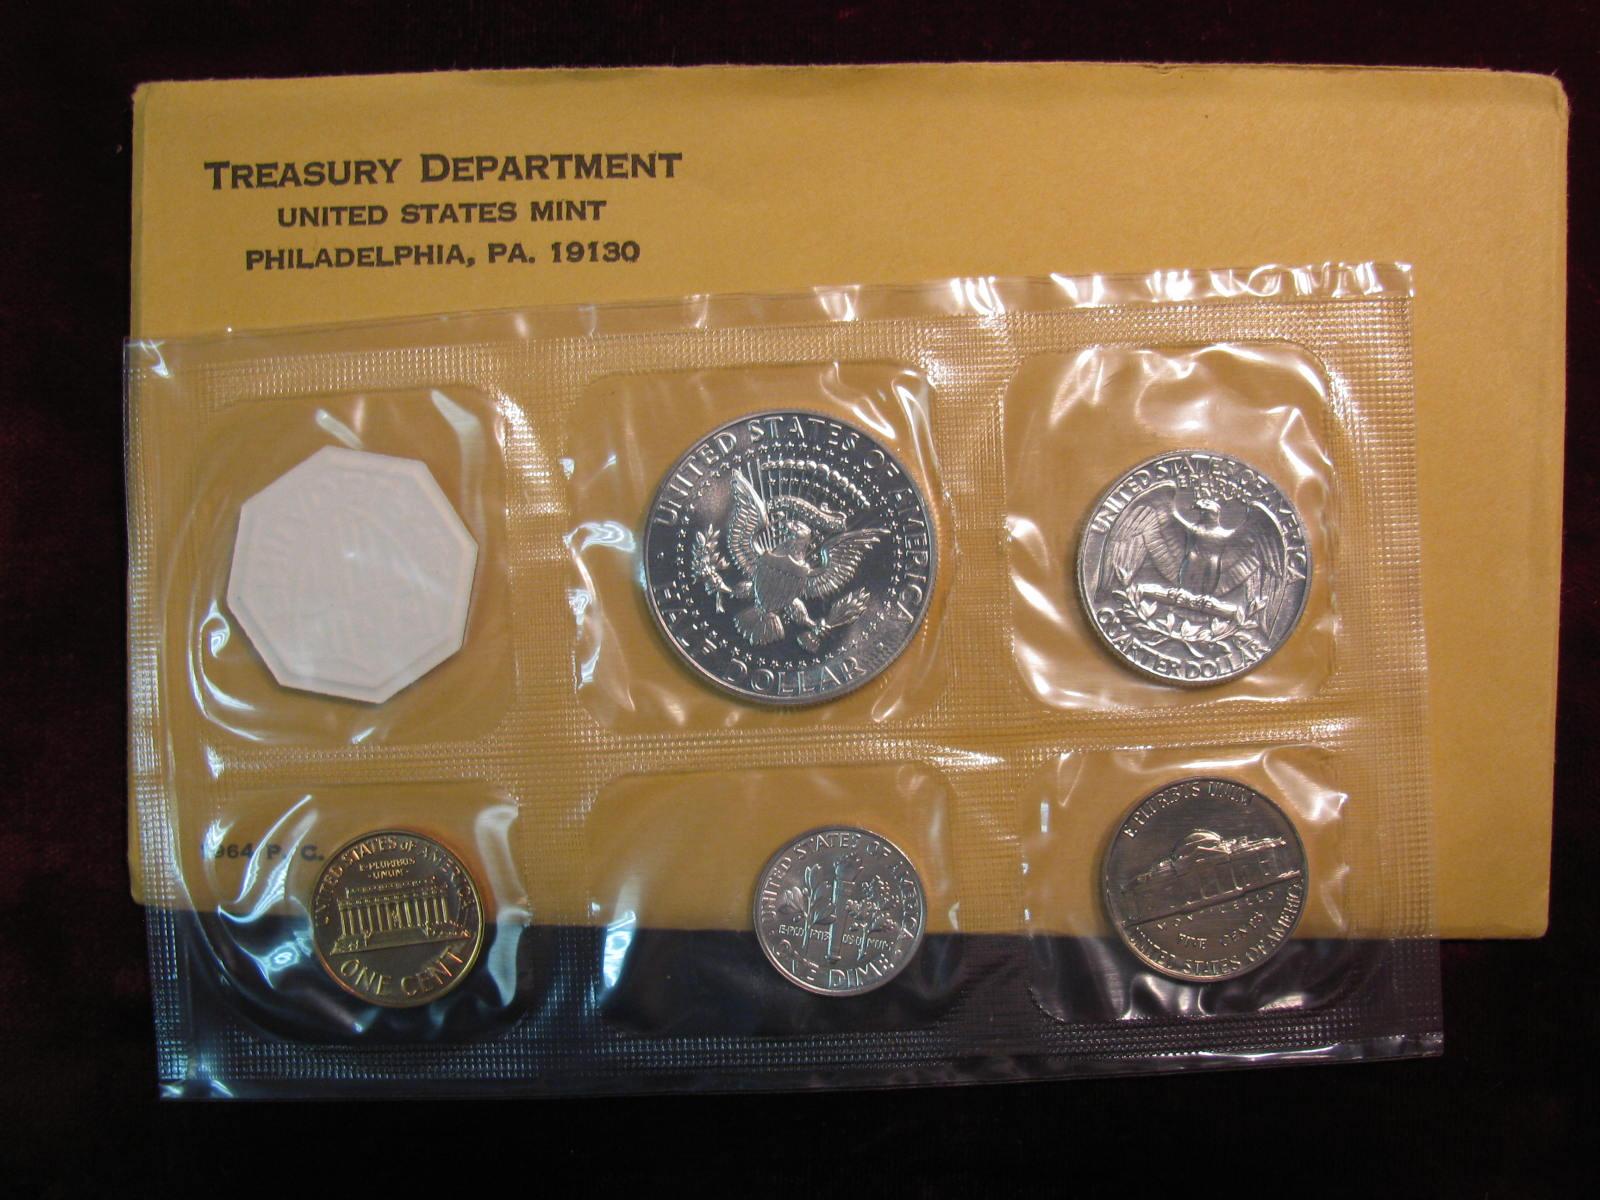 TREASURY DEPARTMENT
UNITED STATES MINT
PHILADELPHIA, PA. 19130
UNITED STATES OF AMERICA
HALF DOLLAR
UNITED STATES OF AMERICA
E PLURIBUS
UNUM
QUARTER DOLLAR
1964 P. C.
UNITED STATES OF AMERICA
E·PLURIBUS
·UNUM·
ONE CENT
UNITED STATES OF AMERICA
ONE DIME
E PLURIBUS UNUM
MONTICELLO
FIVE CENTS
UNITED STATES OF AMERICA